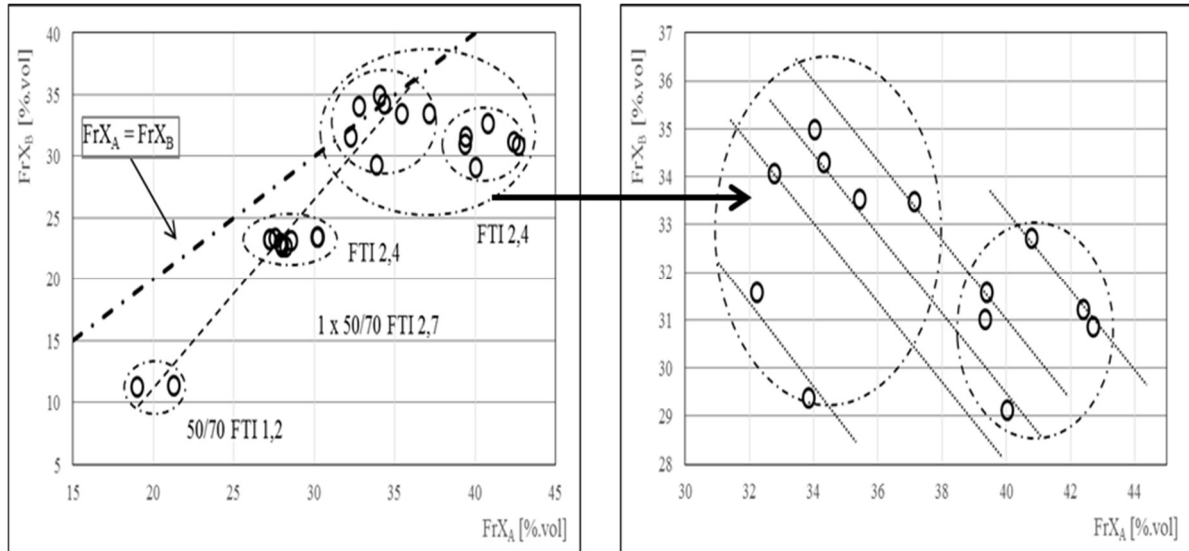 40
35
30
25
20
15
10
5
15 20 25 30 35 40 45
FrX_B [%.vol]
FrX_A [%.vol]
FrX_A = FrX_B
FTI 2,4
FTI 2,4
1 x 50/70 FTI 2,7
50/70 FTI 1,2
37
36
35
34
33
32
31
30
29
28
30 32 34 36 38 40 42 44
FrX_B [%.vol]
FrX_A [%.vol]